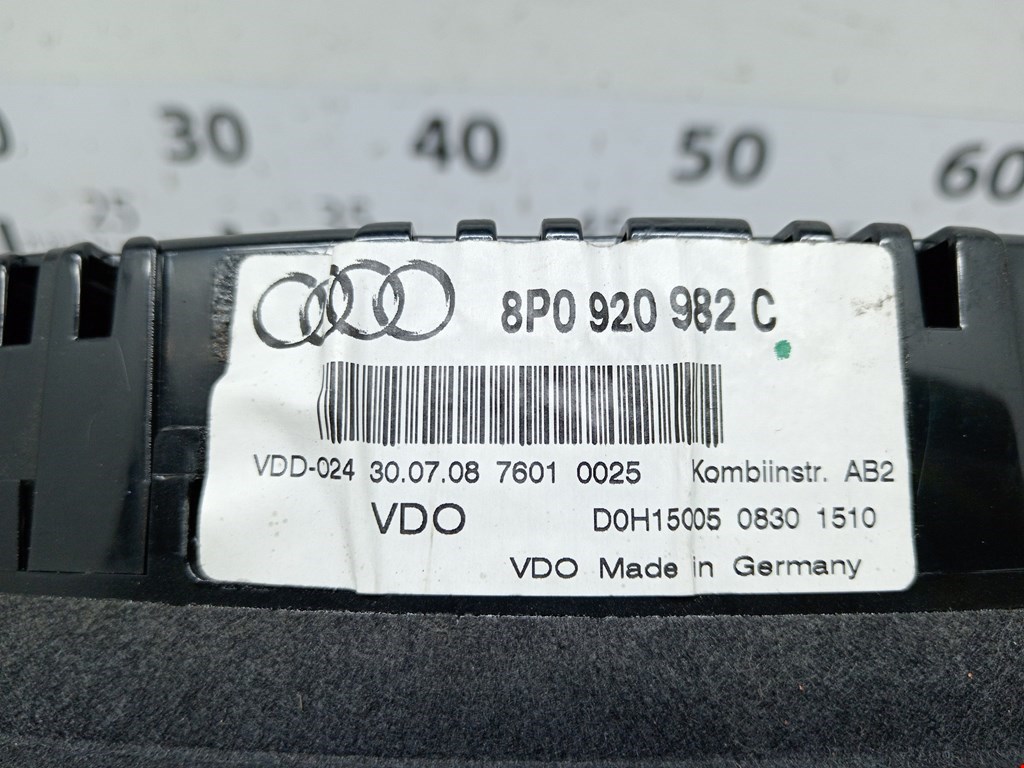 30 40 50 60
8P0 920 982 C
VDD-024 30.07.08 7601 0025 Kombiinstr. AB2
VDO D0H15005 0830 1510
VDO Made in Germany